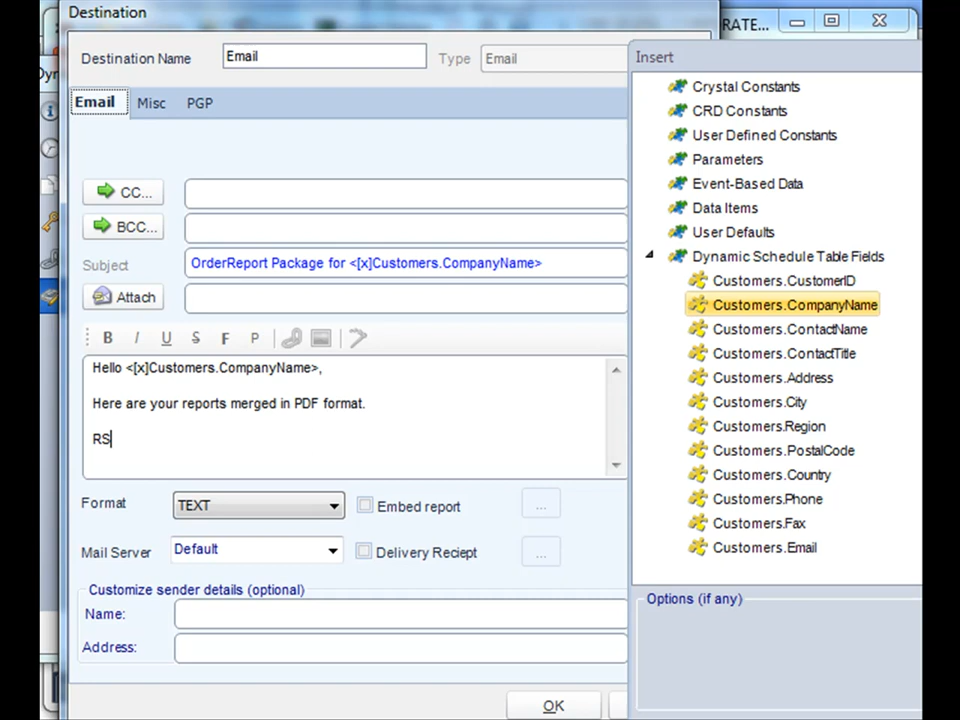 Destination
RATE...
Destination Name
Email
Type
Email
Insert
Email
Misc
PGP
CC...
BCC...
Subject
OrderReport Package for <[x]Customers.CompanyName>
Attach
B I U S F P
Hello <[x]Customers.CompanyName>,
Here are your reports merged in PDF format.
RS
Format
TEXT
Embed report
...
Mail Server
Default
Delivery Reciept
...
Customize sender details (optional)
Name:
Address:
OK
Crystal Constants
CRD Constants
User Defined Constants
Parameters
Event-Based Data
Data Items
User Defaults
Dynamic Schedule Table Fields
Customers.CustomerID
Customers.CompanyName
Customers.ContactName
Customers.ContactTitle
Customers.Address
Customers.City
Customers.Region
Customers.PostalCode
Customers.Country
Customers.Phone
Customers.Fax
Customers.Email
Options (if any)